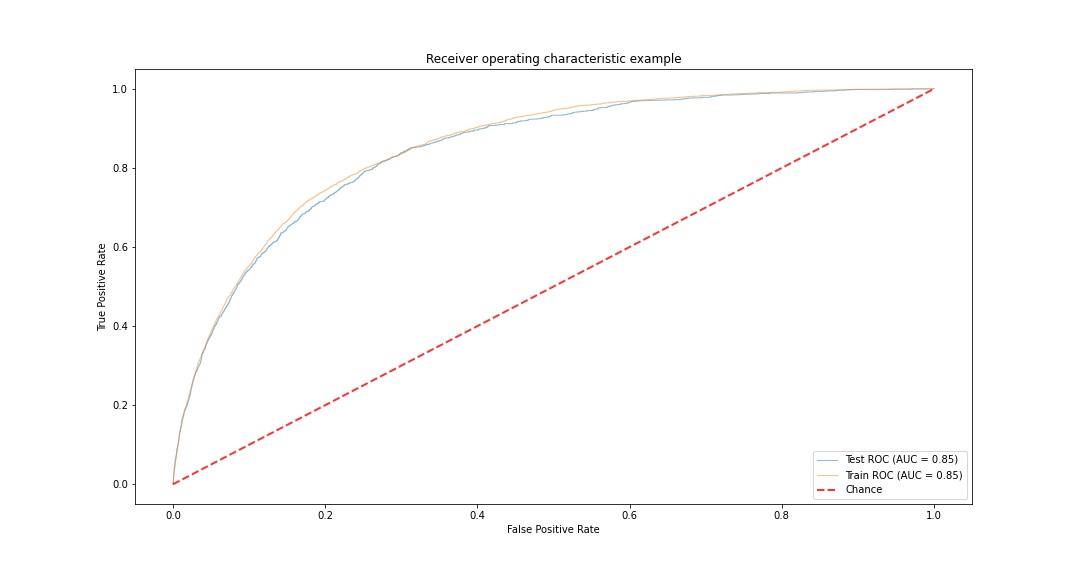 Receiver operating characteristic example
1.0
0.8
0.6
0.4
0.2
0.0
True Positive Rate
0.0 0.2 0.4 0.6 0.8 1.0
False Positive Rate
Test ROC (AUC = 0.85)
Train ROC (AUC = 0.85)
Chance